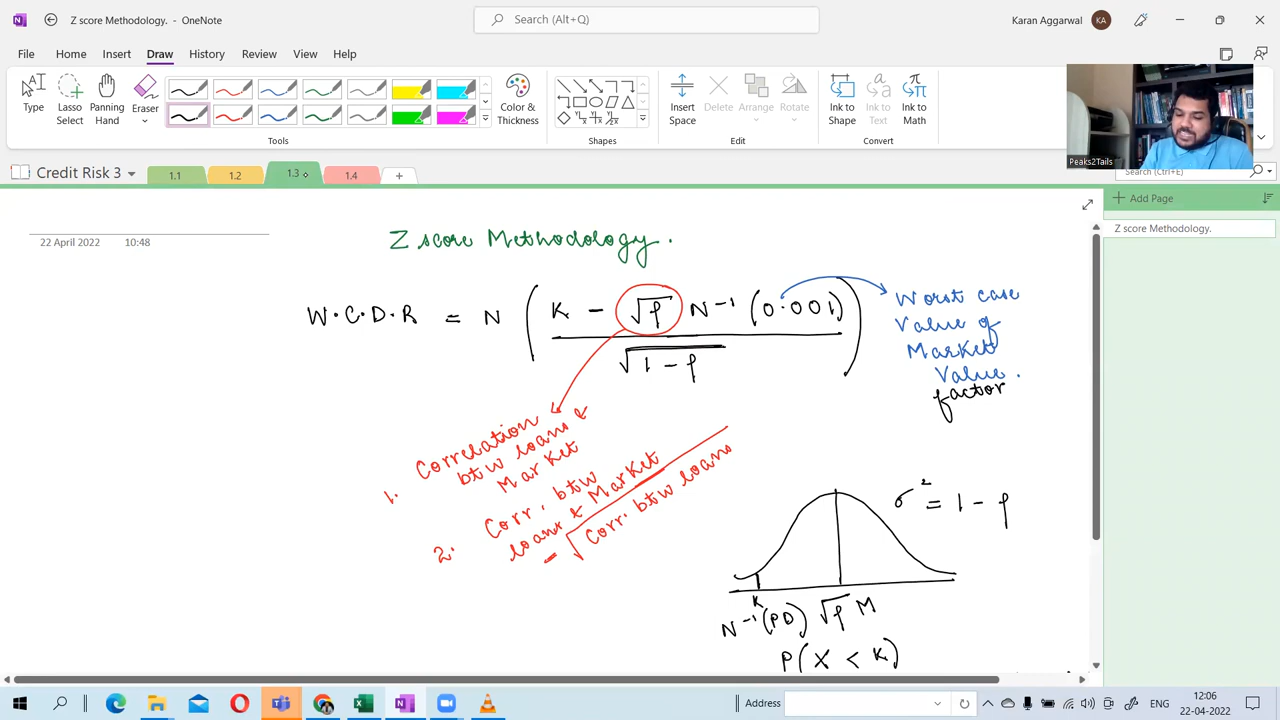 Z score Methodology. - OneNote
Search (Alt+Q)
Karan Aggarwal
KA
File Home Insert Draw History Review View Help
Type
Lasso Select
Panning Hand
Eraser
Color & Thickness
Insert Space
Delete
Arrange
Rotate
Ink to Shape
Ink to Text
Ink to Math
Tools
Shapes
Edit
Convert
Peaks2Tails
Credit Risk 3
1.1
1.2
1.3
1.4
Search (Ctrl+E)
Add Page
Z score Methodology.
22 April 2022 10:48
Z score Methodology.
W.C.D.R = N ( K - √ρ N⁻¹ (0.001) )
√1 - ρ
Worst case
Value of
Market
Value.
factor
1. Correlation
btw loans &
Market
2. Corr. btw
loans & Market
= √Corr. btw loans
σ² = 1 - ρ
K
N⁻¹(PD) √ρ M
P(X < K)
Address
ENG
12:06
22-04-2022